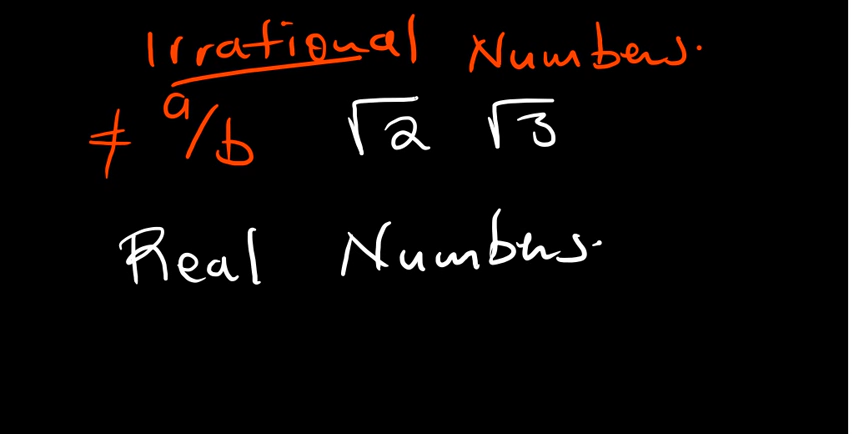 Irrational Numbers.
≠ a/b √2 √3
Real Numbers.